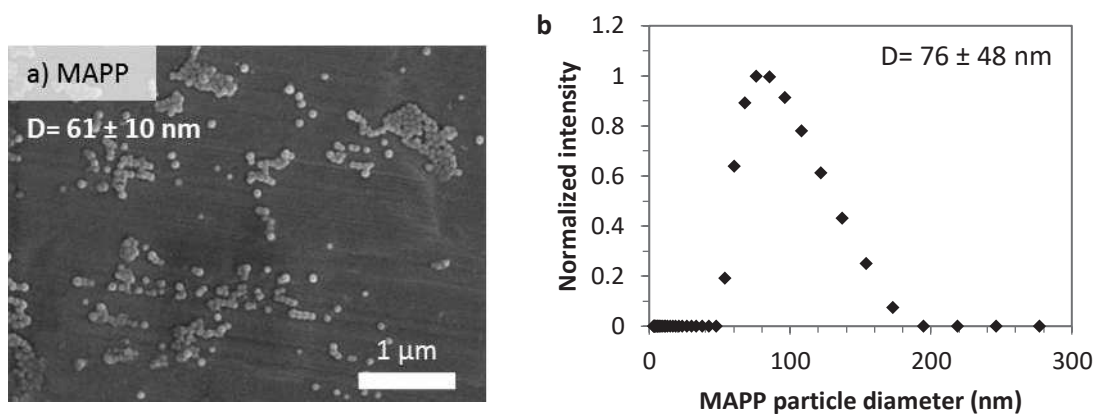 a) MAPP
D= 61 ± 10 nm
1 μm
b
D= 76 ± 48 nm
Normalized intensity
1.2
1
0.8
0.6
0.4
0.2
0
0 100 200 300
MAPP particle diameter (nm)